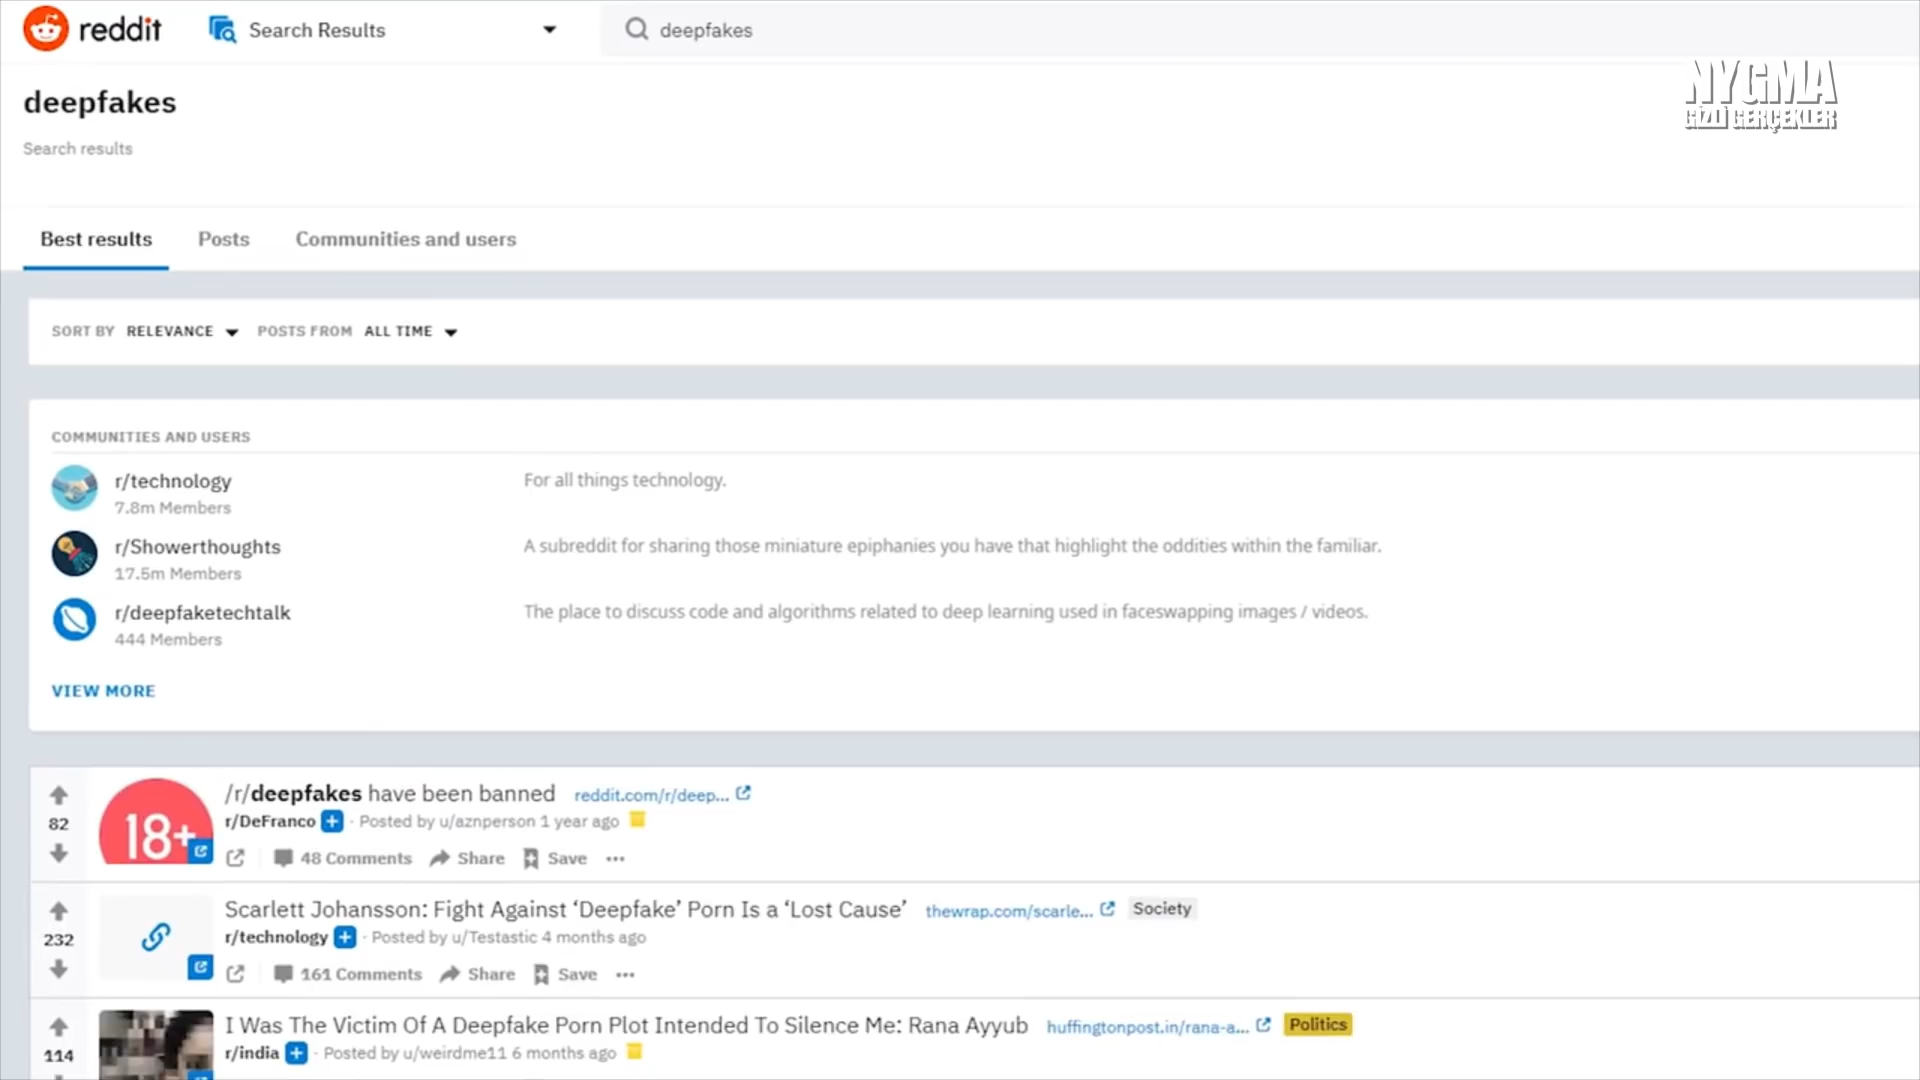 reddit
Search Results
deepfakes
NYGMA
GİZLİ GERÇEKLER
deepfakes
Search results
Best results
Posts
Communities and users
SORT BY RELEVANCE POSTS FROM ALL TIME
COMMUNITIES AND USERS
r/technology
For all things technology.
7.8m Members
r/Showerthoughts
A subreddit for sharing those miniature epiphanies you have that highlight the oddities within the familiar.
17.5m Members
r/deepfaketechtalk
The place to discuss code and algorithms related to deep learning used in faceswapping images / videos.
444 Members
VIEW MORE
82
18+
/r/deepfakes have been banned reddit.com/r/deep...
r/DeFranco · Posted by u/aznperson 1 year ago
48 Comments Share Save
232
Scarlett Johansson: Fight Against ‘Deepfake’ Porn Is a ‘Lost Cause’ thewrap.com/scarle... Society
r/technology · Posted by u/Testastic 4 months ago
161 Comments Share Save
114
I Was The Victim Of A Deepfake Porn Plot Intended To Silence Me: Rana Ayyub huffingtonpost.in/rana-a... Politics
r/india · Posted by u/weirdme11 6 months ago